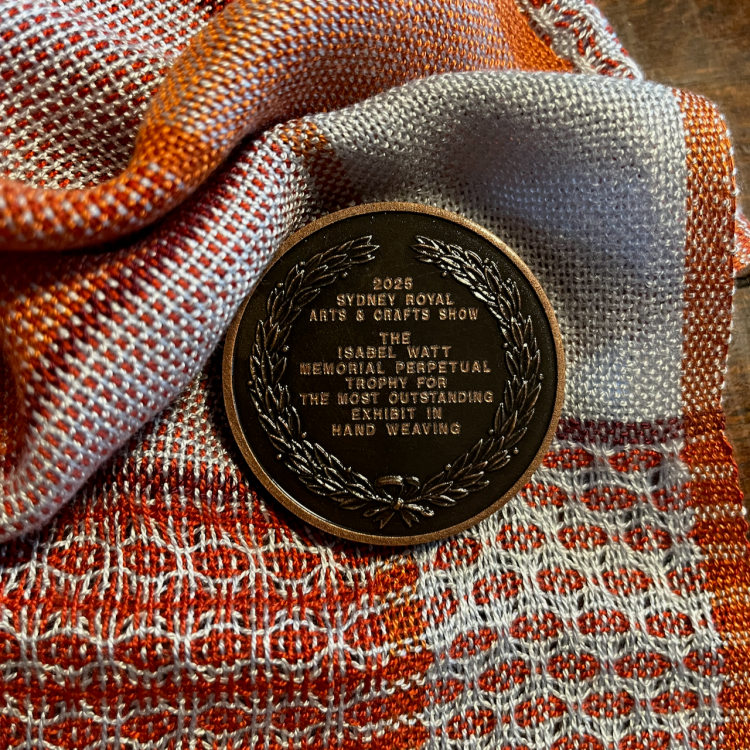 2025
SYDNEY ROYAL
ARTS & CRAFTS SHOW
THE
ISABEL WATT
MEMORIAL PERPETUAL
TROPHY FOR
THE MOST OUTSTANDING
EXHIBIT IN
HAND WEAVING